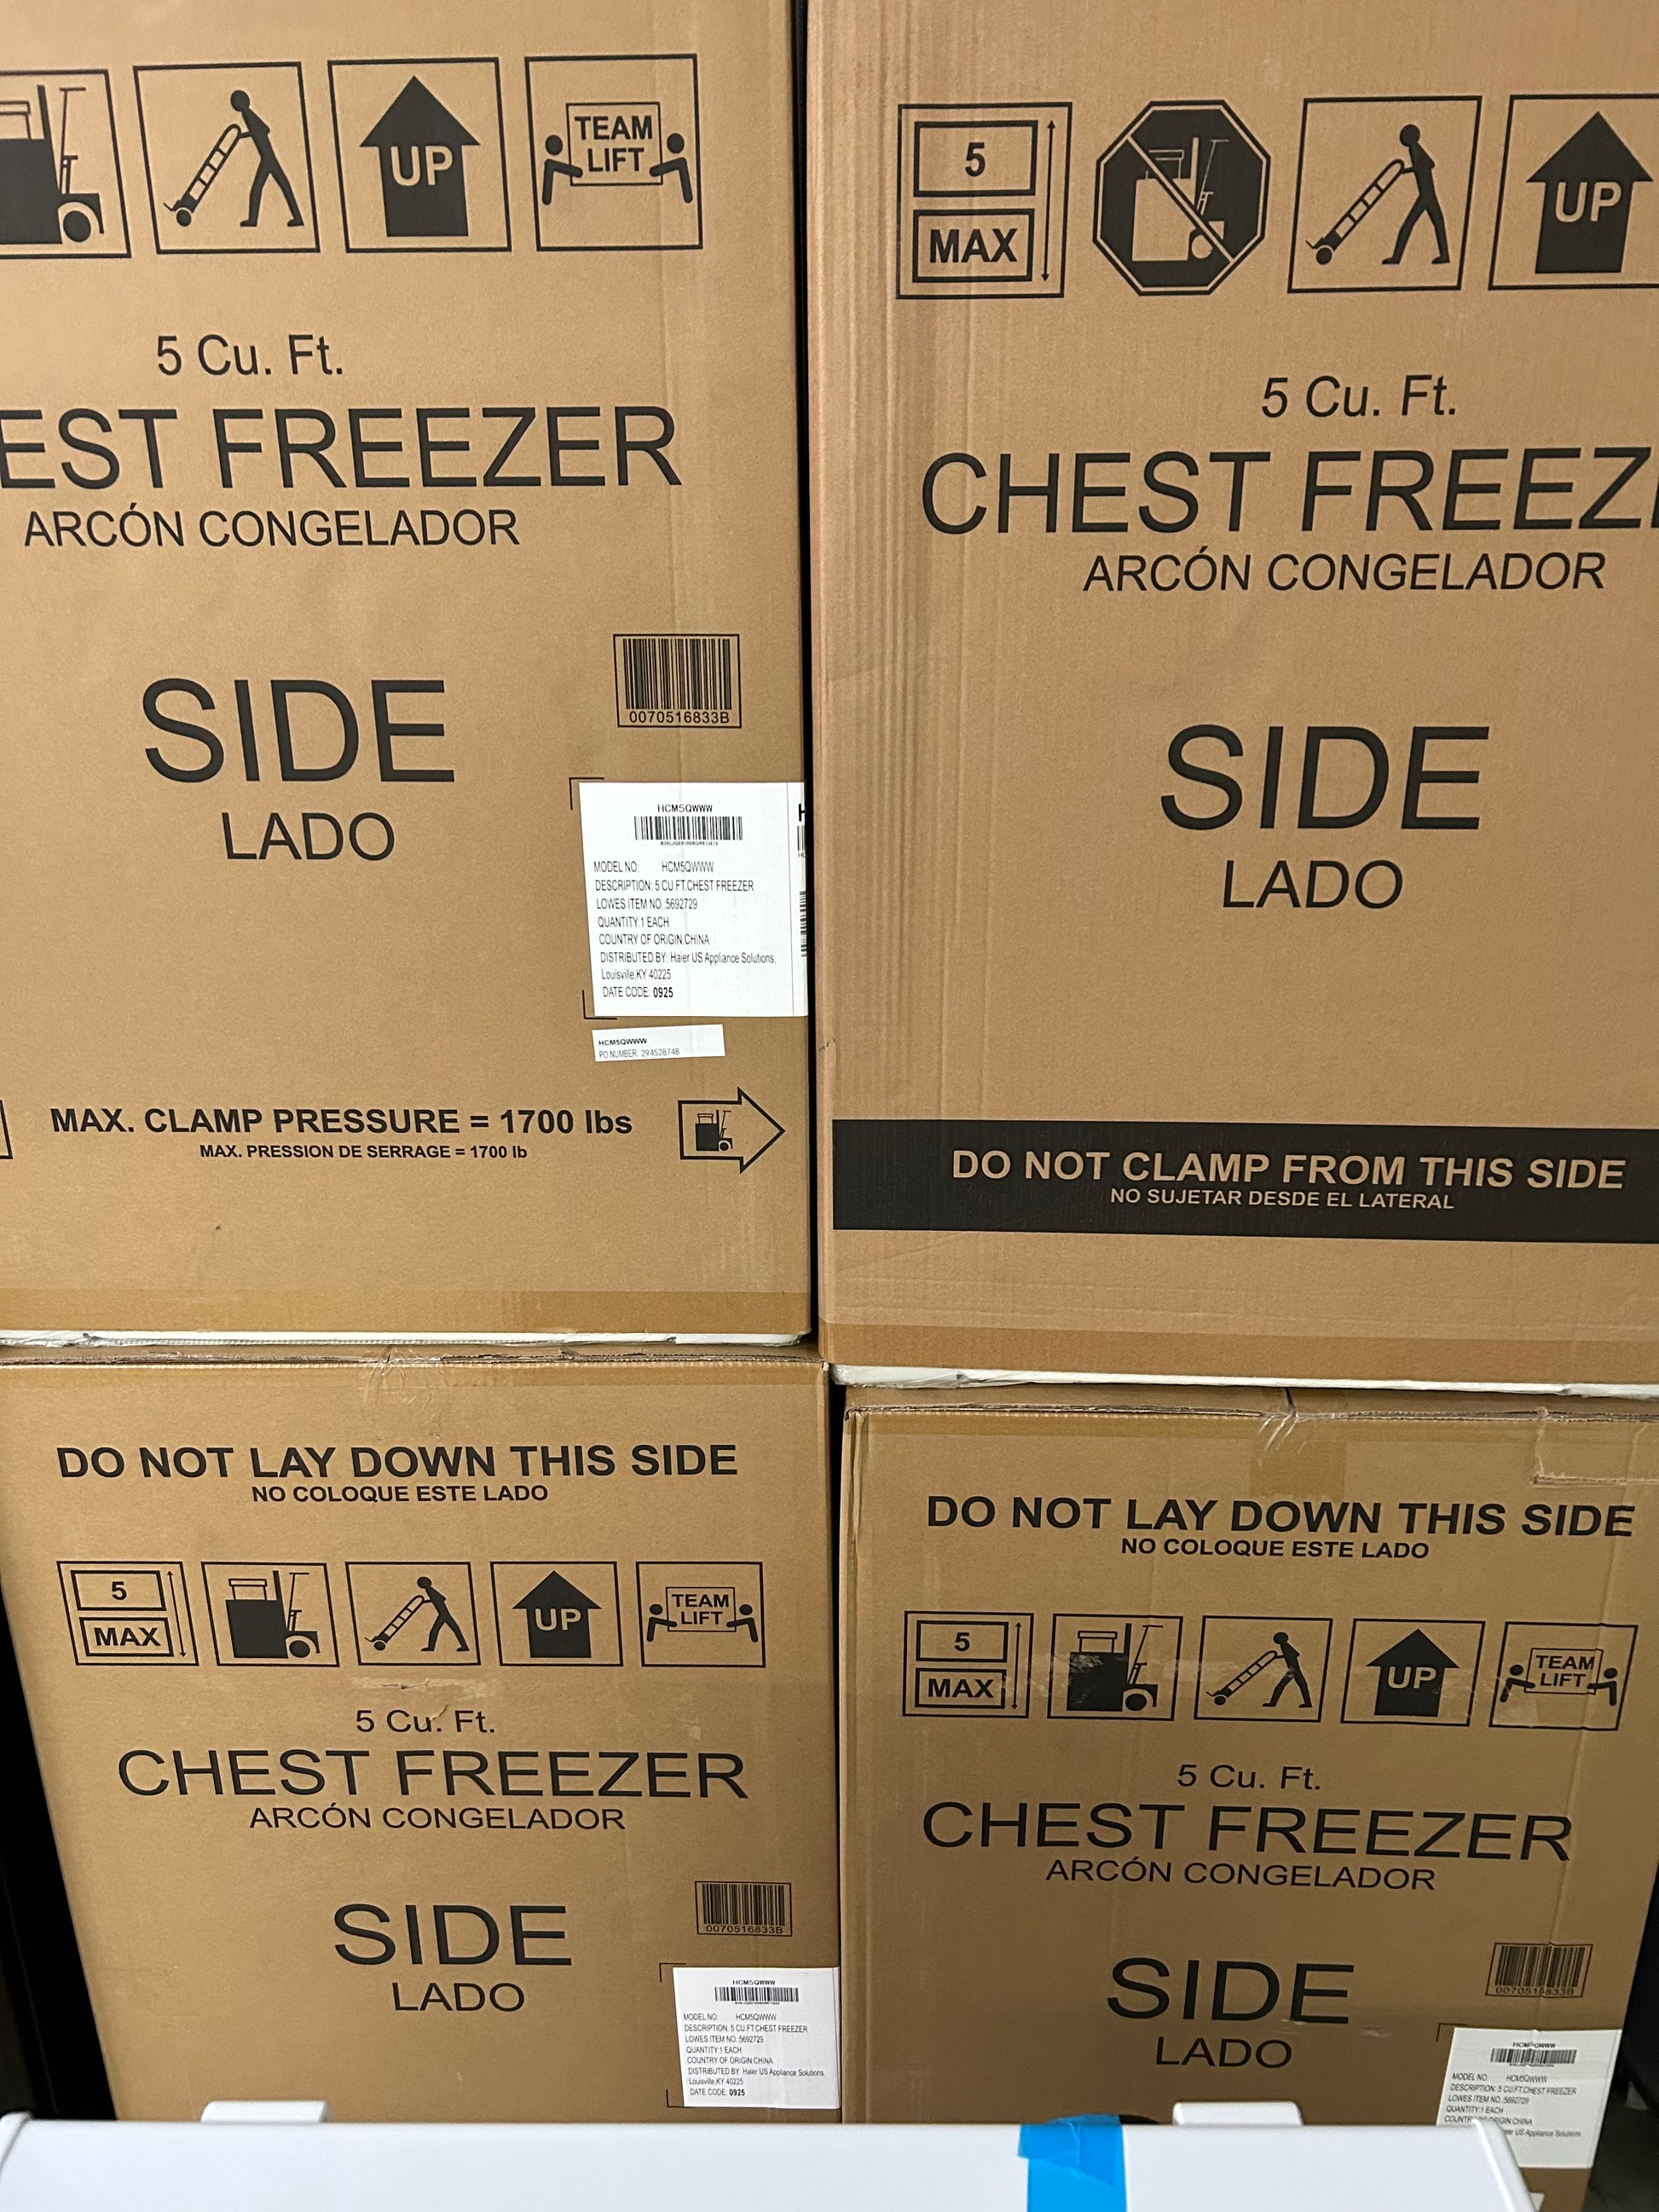 TEAM
LIFT
UP
5 Cu. Ft.
EST FREEZER
ARCÓN CONGELADOR
SIDE
LADO
0070516833B
HCM5QWWW
MODEL NO: HCM5QWWW
DESCRIPTION: 5 CU.FT.CHEST FREEZER
LOWES ITEM NO.:5692729
QUANTITY:1 EACH
COUNTRY OF ORIGIN:CHINA
DISTRIBUTED BY: Haier US Appliance Solutions,
Louisville,KY 40225
DATE CODE: 0925
HCM5QWWW
PO NUMBER: 294528748
MAX. CLAMP PRESSURE = 1700 lbs
MAX. PRESSION DE SERRAGE = 1700 lb
5
MAX
UP
5 Cu. Ft.
CHEST FREEZ
ARCÓN CONGELADOR
SIDE
LADO
DO NOT CLAMP FROM THIS SIDE
NO SUJETAR DESDE EL LATERAL
DO NOT LAY DOWN THIS SIDE
NO COLOQUE ESTE LADO
5
MAX
UP
TEAM
LIFT
5 Cu. Ft.
CHEST FREEZER
ARCÓN CONGELADOR
SIDE
LADO
0070516833B
HCM5QWWW
MODEL NO: HCM5QWWW
DESCRIPTION: 5 CU.FT.CHEST FREEZER
LOWES ITEM NO.:5692729
QUANTITY:1 EACH
COUNTRY OF ORIGIN:CHINA
DISTRIBUTED BY: Haier US Appliance Solutions,
Louisville,KY 40225
DATE CODE: 0925
DO NOT LAY DOWN THIS SIDE
NO COLOQUE ESTE LADO
5
MAX
UP
TEAM
LIFT
5 Cu. Ft.
CHEST FREEZER
ARCÓN CONGELADOR
SIDE
LADO
0070516833B
HCM5QWWW
MODEL NO: HCM5QWWW
DESCRIPTION: 5 CU.FT.CHEST FREEZER
LOWES ITEM NO.:5692729
QUANTITY:1 EACH
ORIGIN:CHINA
US Appliance Solutions,